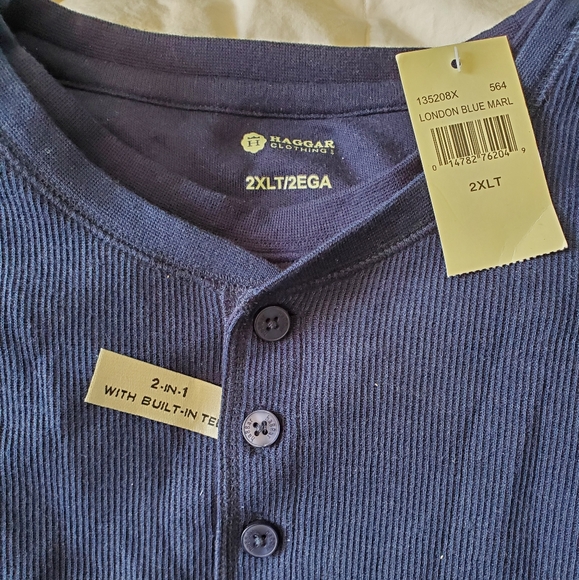 135208X 564
LONDON BLUE MARL
0 14782 76204 9
2XLT
H HAGGAR
CLOTHING
2XLT/2EGA
2-IN-1
WITH BUILT-IN TEE